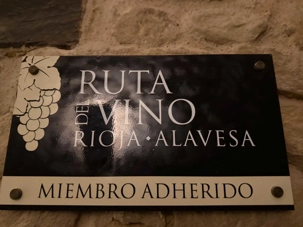 RUTA
DEL VINO
RIOJA·ALAVESA
MIEMBRO ADHERIDO